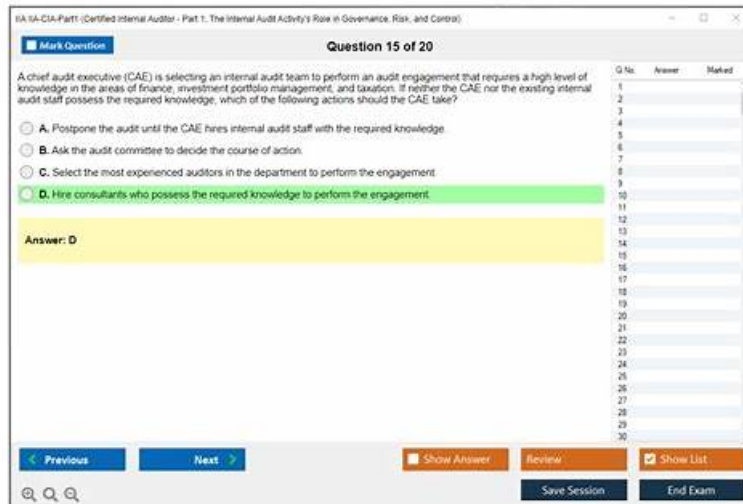 IIA IIA-CIA-Part1 (Certified Internal Auditor - Part 1, The Internal Audit Activity's Role in Governance, Risk, and Control)
Mark Question
Question 15 of 20
Q No. Answer Marked
A chief audit executive (CAE) is selecting an internal audit team to perform an audit engagement that requires a high level of
knowledge in the areas of finance, investment portfolio management, and taxation. If neither the CAE nor the existing internal
audit staff possess the required knowledge, which of the following actions should the CAE take?
A. Postpone the audit until the CAE hires internal audit staff with the required knowledge.
B. Ask the audit committee to decide the course of action.
C. Select the most experienced auditors in the department to perform the engagement.
D. Hire consultants who possess the required knowledge to perform the engagement.
Answer: D
1
2
3
4
5
6
7
8
9
10
11
12
13
14
15
16
17
18
19
20
21
22
23
24
25
26
27
28
29
30
Previous
Next
Show Answer
Review
Show List
Save Session
End Exam